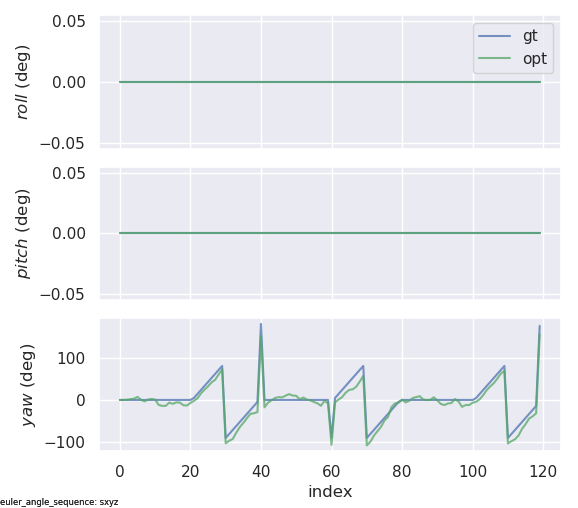 gt
opt
roll (deg)
0.05
0.00
−0.05
pitch (deg)
0.05
0.00
−0.05
yaw (deg)
100
0
−100
0
20
40
60
80
100
120
index
euler_angle_sequence: sxyz